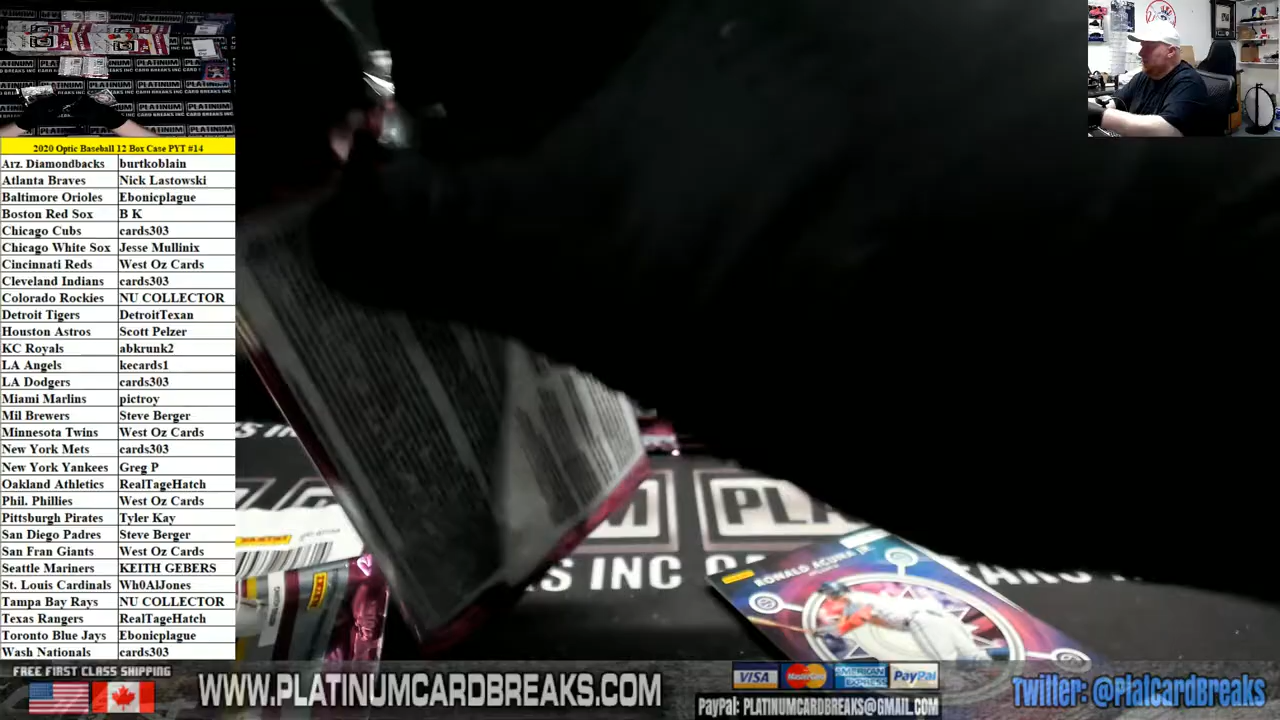 2020 Optic Baseball 12 Box Case PYT #14
Arz. Diamondbacks burtkoblain
Atlanta Braves Nick Lastowski
Baltimore Orioles Ebonicplague
Boston Red Sox B K
Chicago Cubs cards303
Chicago White Sox Jesse Mullinix
Cincinnati Reds West Oz Cards
Cleveland Indians cards303
Colorado Rockies NU COLLECTOR
Detroit Tigers DetroitTexan
Houston Astros Scott Pelzer
KC Royals abkrunk2
LA Angels kecards1
LA Dodgers cards303
Miami Marlins pictroy
Mil Brewers Steve Berger
Minnesota Twins West Oz Cards
New York Mets cards303
New York Yankees Greg P
Oakland Athletics RealTageHatch
Phil. Phillies West Oz Cards
Pittsburgh Pirates Tyler Kay
San Diego Padres Steve Berger
San Fran Giants West Oz Cards
Seattle Mariners KEITH GEBERS
St. Louis Cardinals Wh0AlJones
Tampa Bay Rays NU COLLECTOR
Texas Rangers RealTageHatch
Toronto Blue Jays Ebonicplague
Wash Nationals cards303
RONALD ACUÑA JR.
FREE FIRST CLASS SHIPPING
WWW.PLATINUMCARDBREAKS.COM
VISA MasterCard AMERICAN EXPRESS PayPal
PayPal: PLATINUMCARDBREAKS@GMAIL.COM
Twitter: @PlatCardBreaks